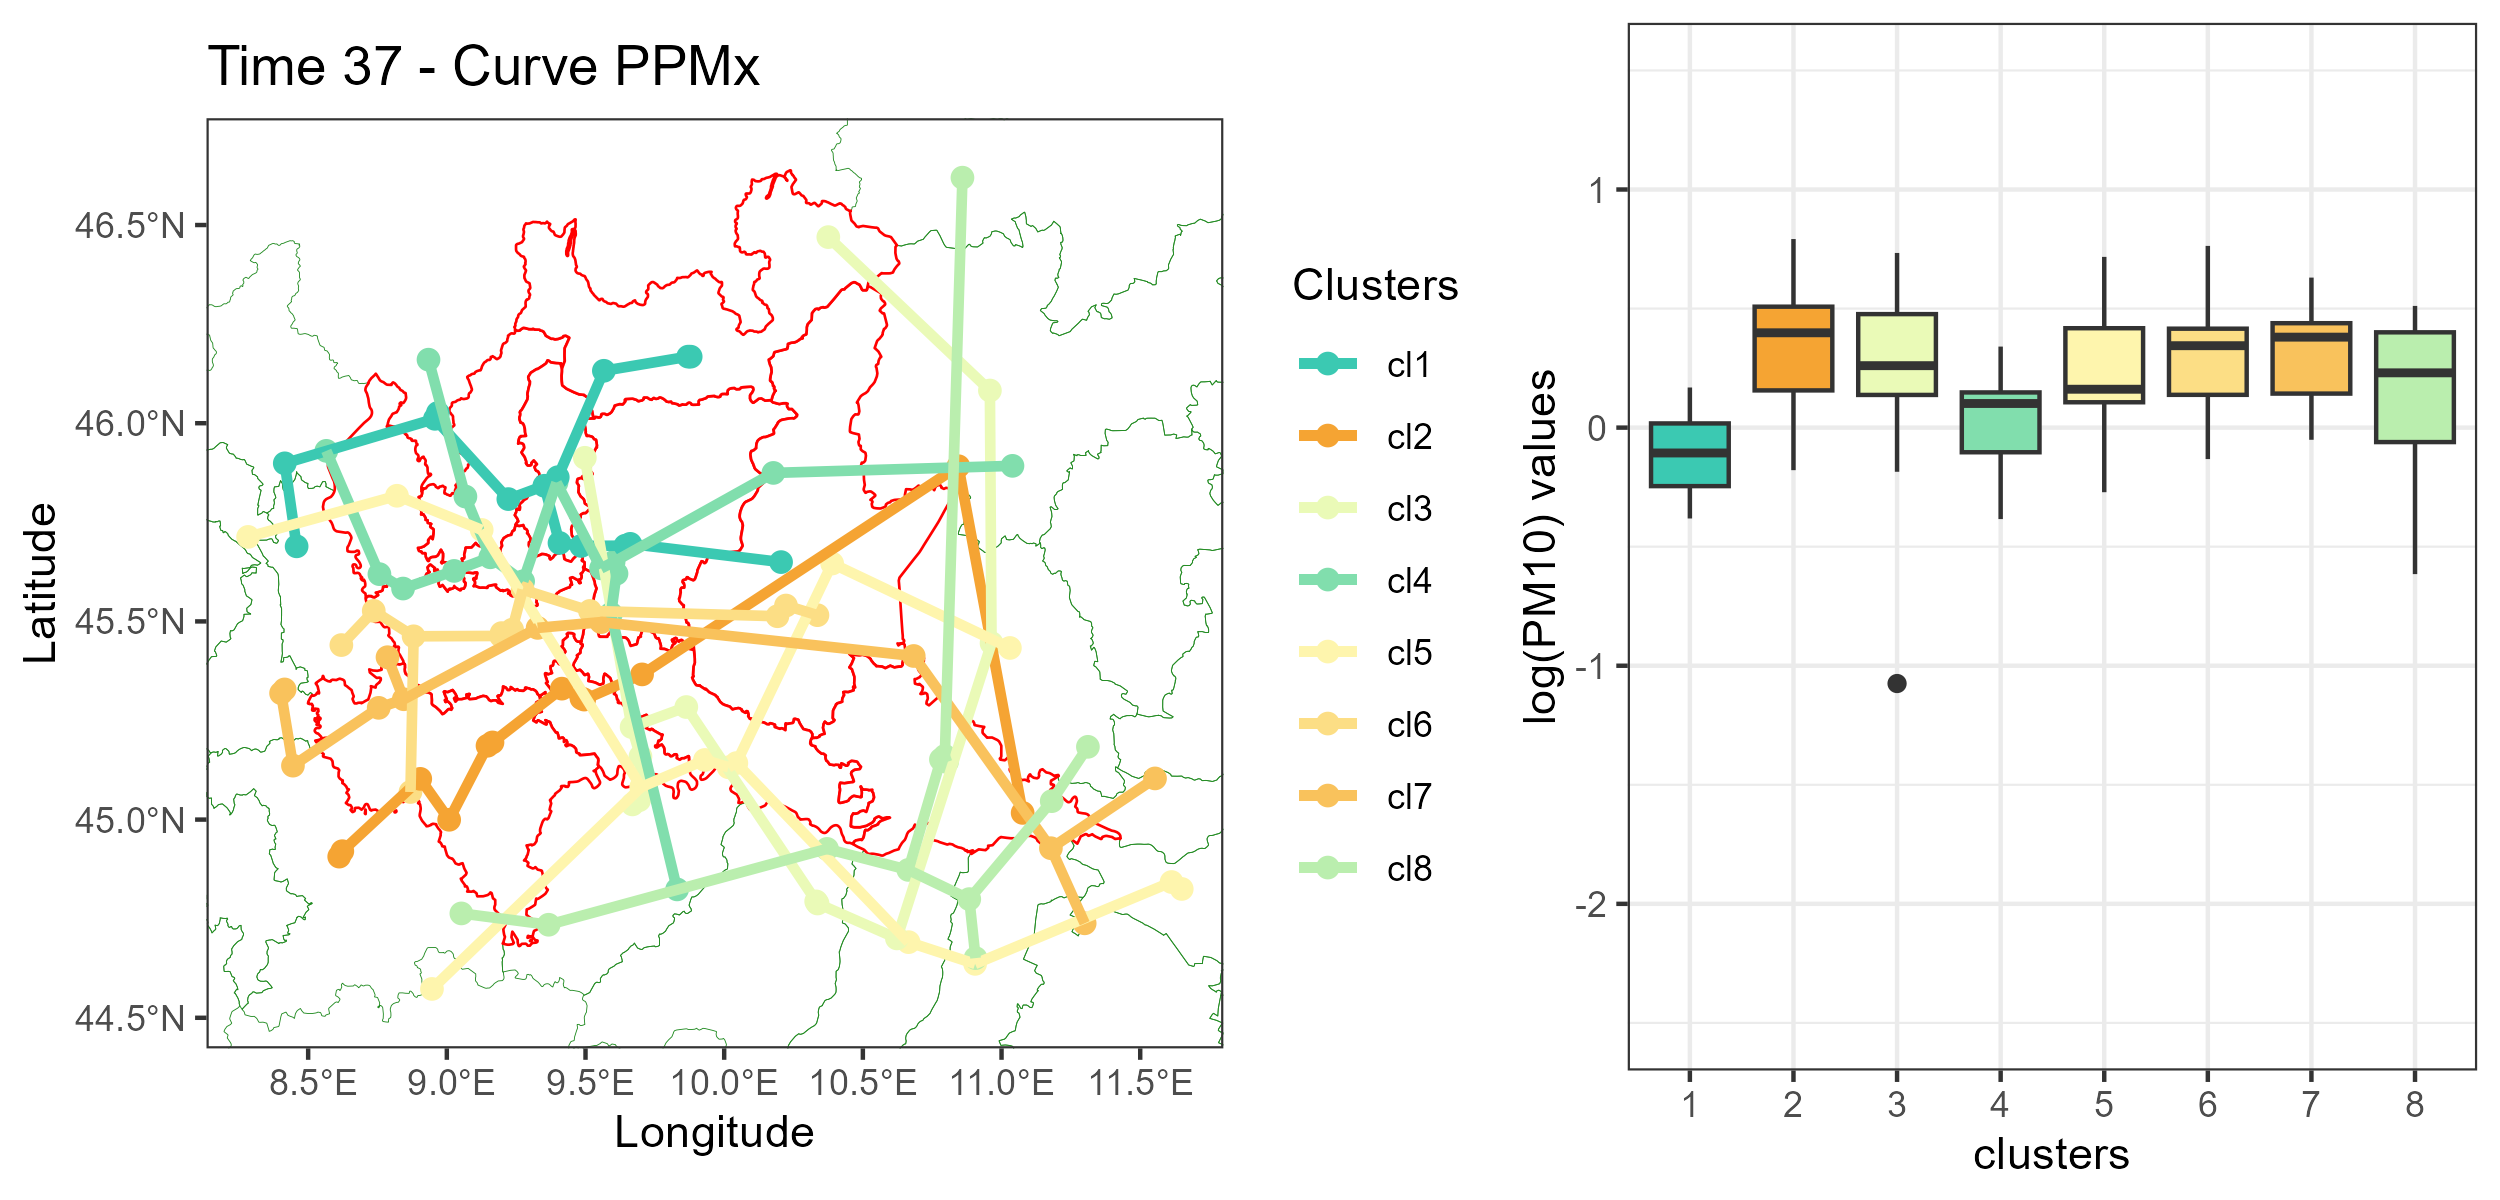 Time 37 - Curve PPMx
Latitude
46.5°N
46.0°N
45.5°N
45.0°N
44.5°N
8.5°E 9.0°E 9.5°E 10.0°E 10.5°E 11.0°E 11.5°E
Longitude
Clusters
cl1
cl2
cl3
cl4
cl5
cl6
cl7
cl8
log(PM10) values
1
0
-1
-2
1 2 3 4 5 6 7 8
clusters